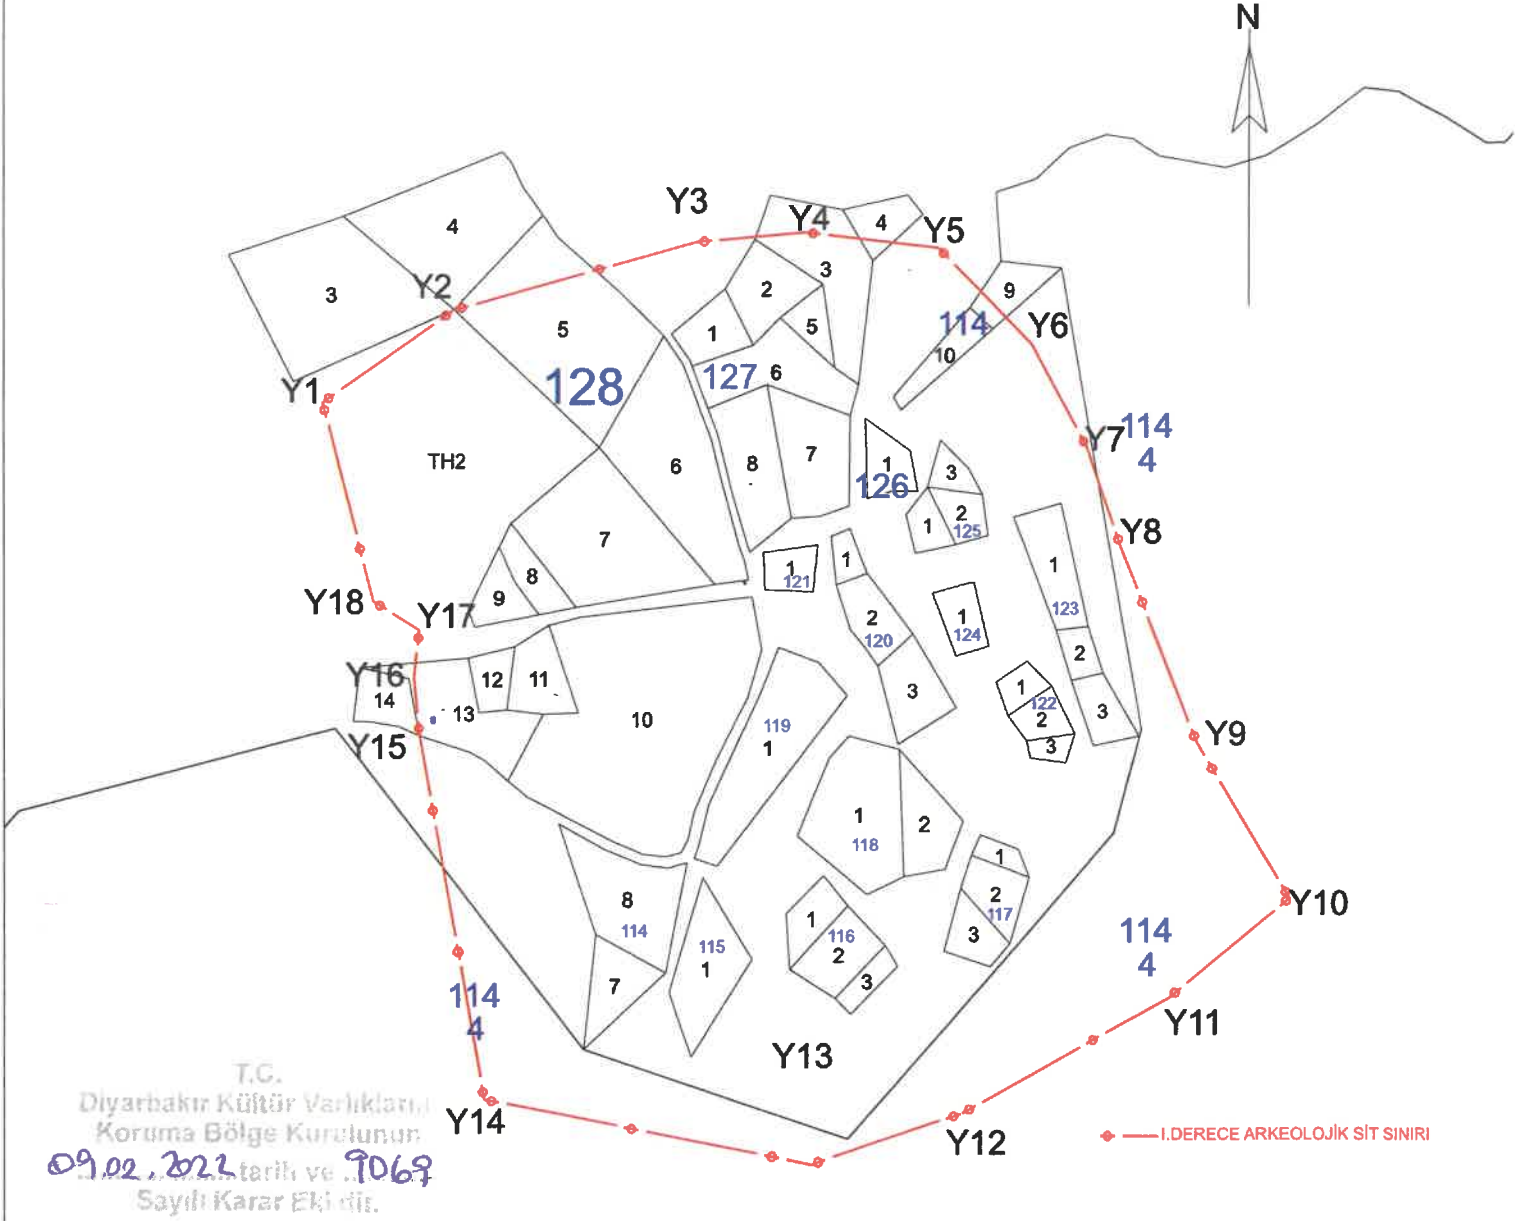 N
Y3
Y4
4
Y5
4
3
3
Y2
2
9
5
1
5
114
Y6
10
Y1
128
127
6
Y7
114
4
TH2
6
8
7
1
126
3
1
2
125
7
1
Y8
8
1
121
1
9
Y18
Y17
2
120
1
124
123
2
Y16
14
12
11
13
10
3
1
122
2
3
3
Y15
119
1
Y9
1
118
2
1
2
117
3
8
114
1
116
2
3
115
1
7
Y10
114
4
114
4
Y11
Y13
Y14
Y12
I.DERECE ARKEOLOJİK SİT SINIRI
T.C.
Diyarbakır Kültür Varlıklarını
Koruma Bölge Kurulunun
09.02.2022 tarih ve 9069
Sayılı Karar Eki dir.